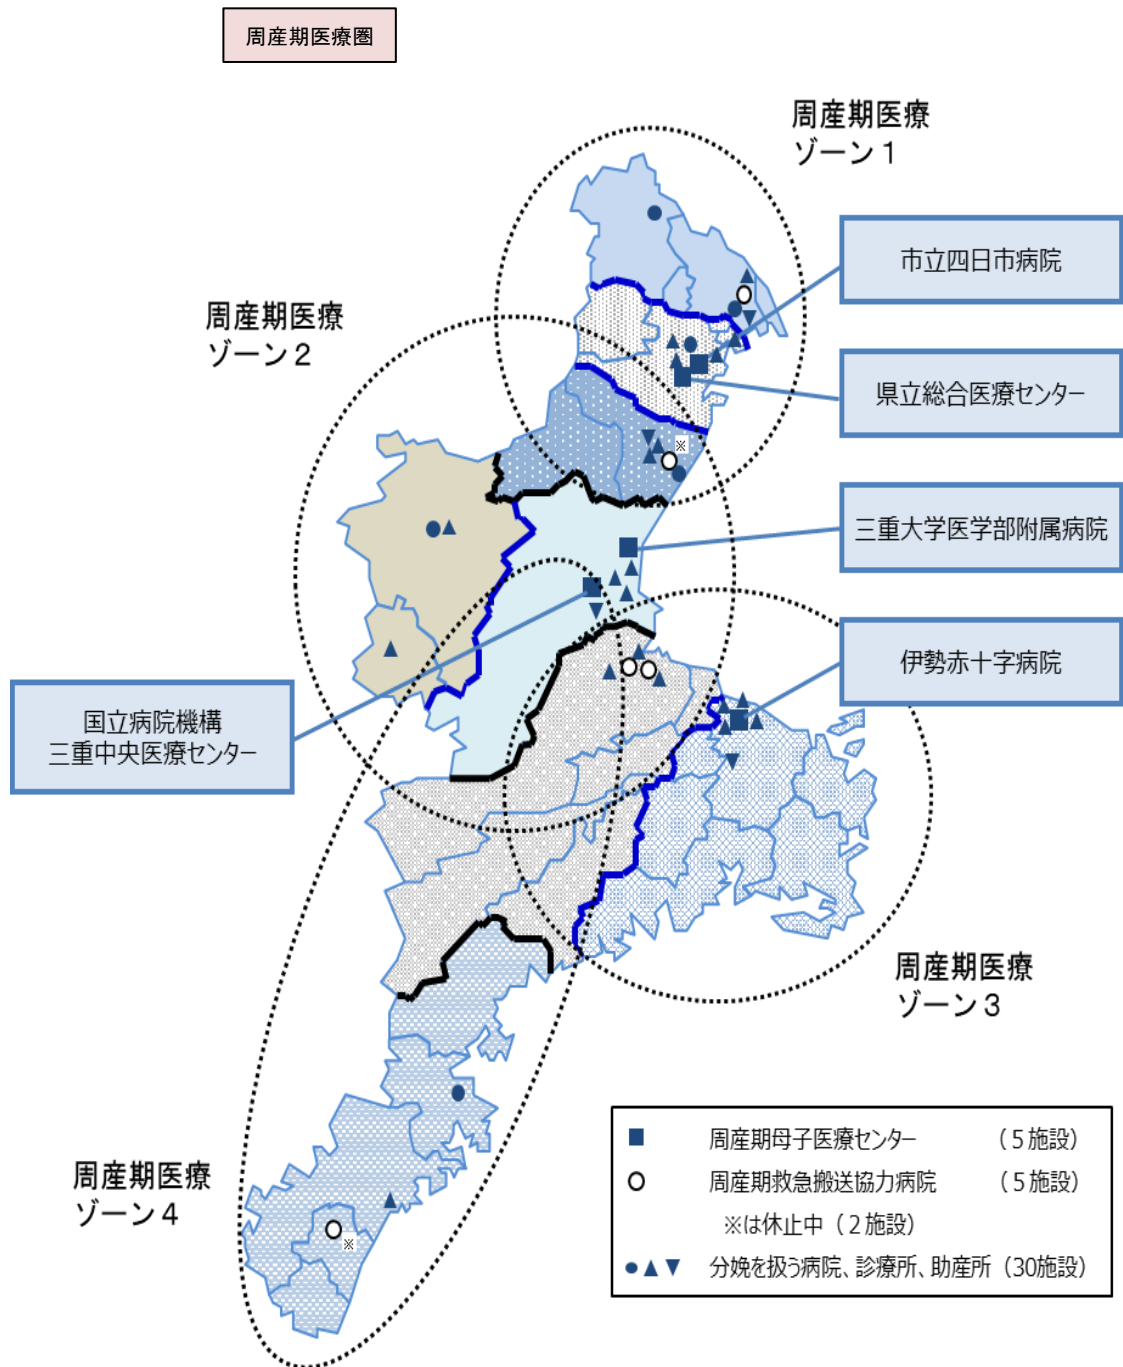 周産期医療圏
周産期医療
ゾーン１
市立四日市病院
周産期医療
ゾーン２
県立総合医療センター
※
三重大学医学部附属病院
伊勢赤十字病院
国立病院機構
三重中央医療センター
周産期医療
ゾーン３
周産期医療
ゾーン４
※
■ 周産期母子医療センター （５施設）
○ 周産期救急搬送協力病院 （５施設）
※は休止中（２施設）
●▲▼ 分娩を扱う病院、診療所、助産所（30施設）